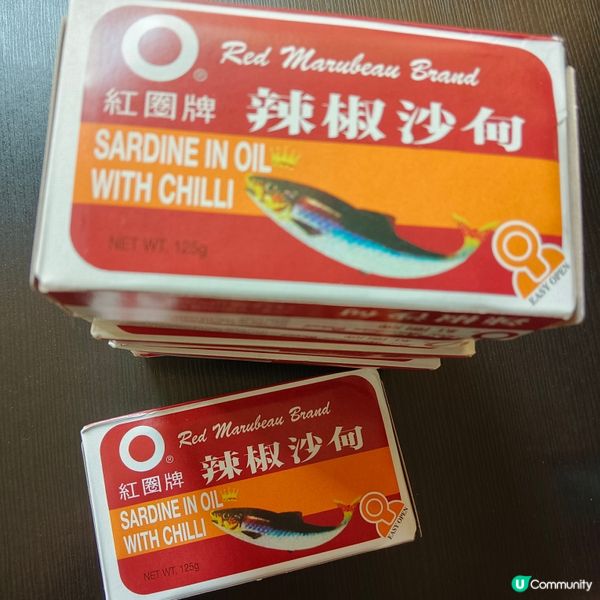 Red Marubeau Brand
®
紅圈牌 辣椒沙甸
SARDINE IN OIL
WITH CHILLI
NET WT. 125g
EASY OPEN
Red Marubeau Brand
®
紅圈牌 辣椒沙甸
SARDINE IN OIL
WITH CHILLI
NET WT. 125g
EASY OPEN
U Community